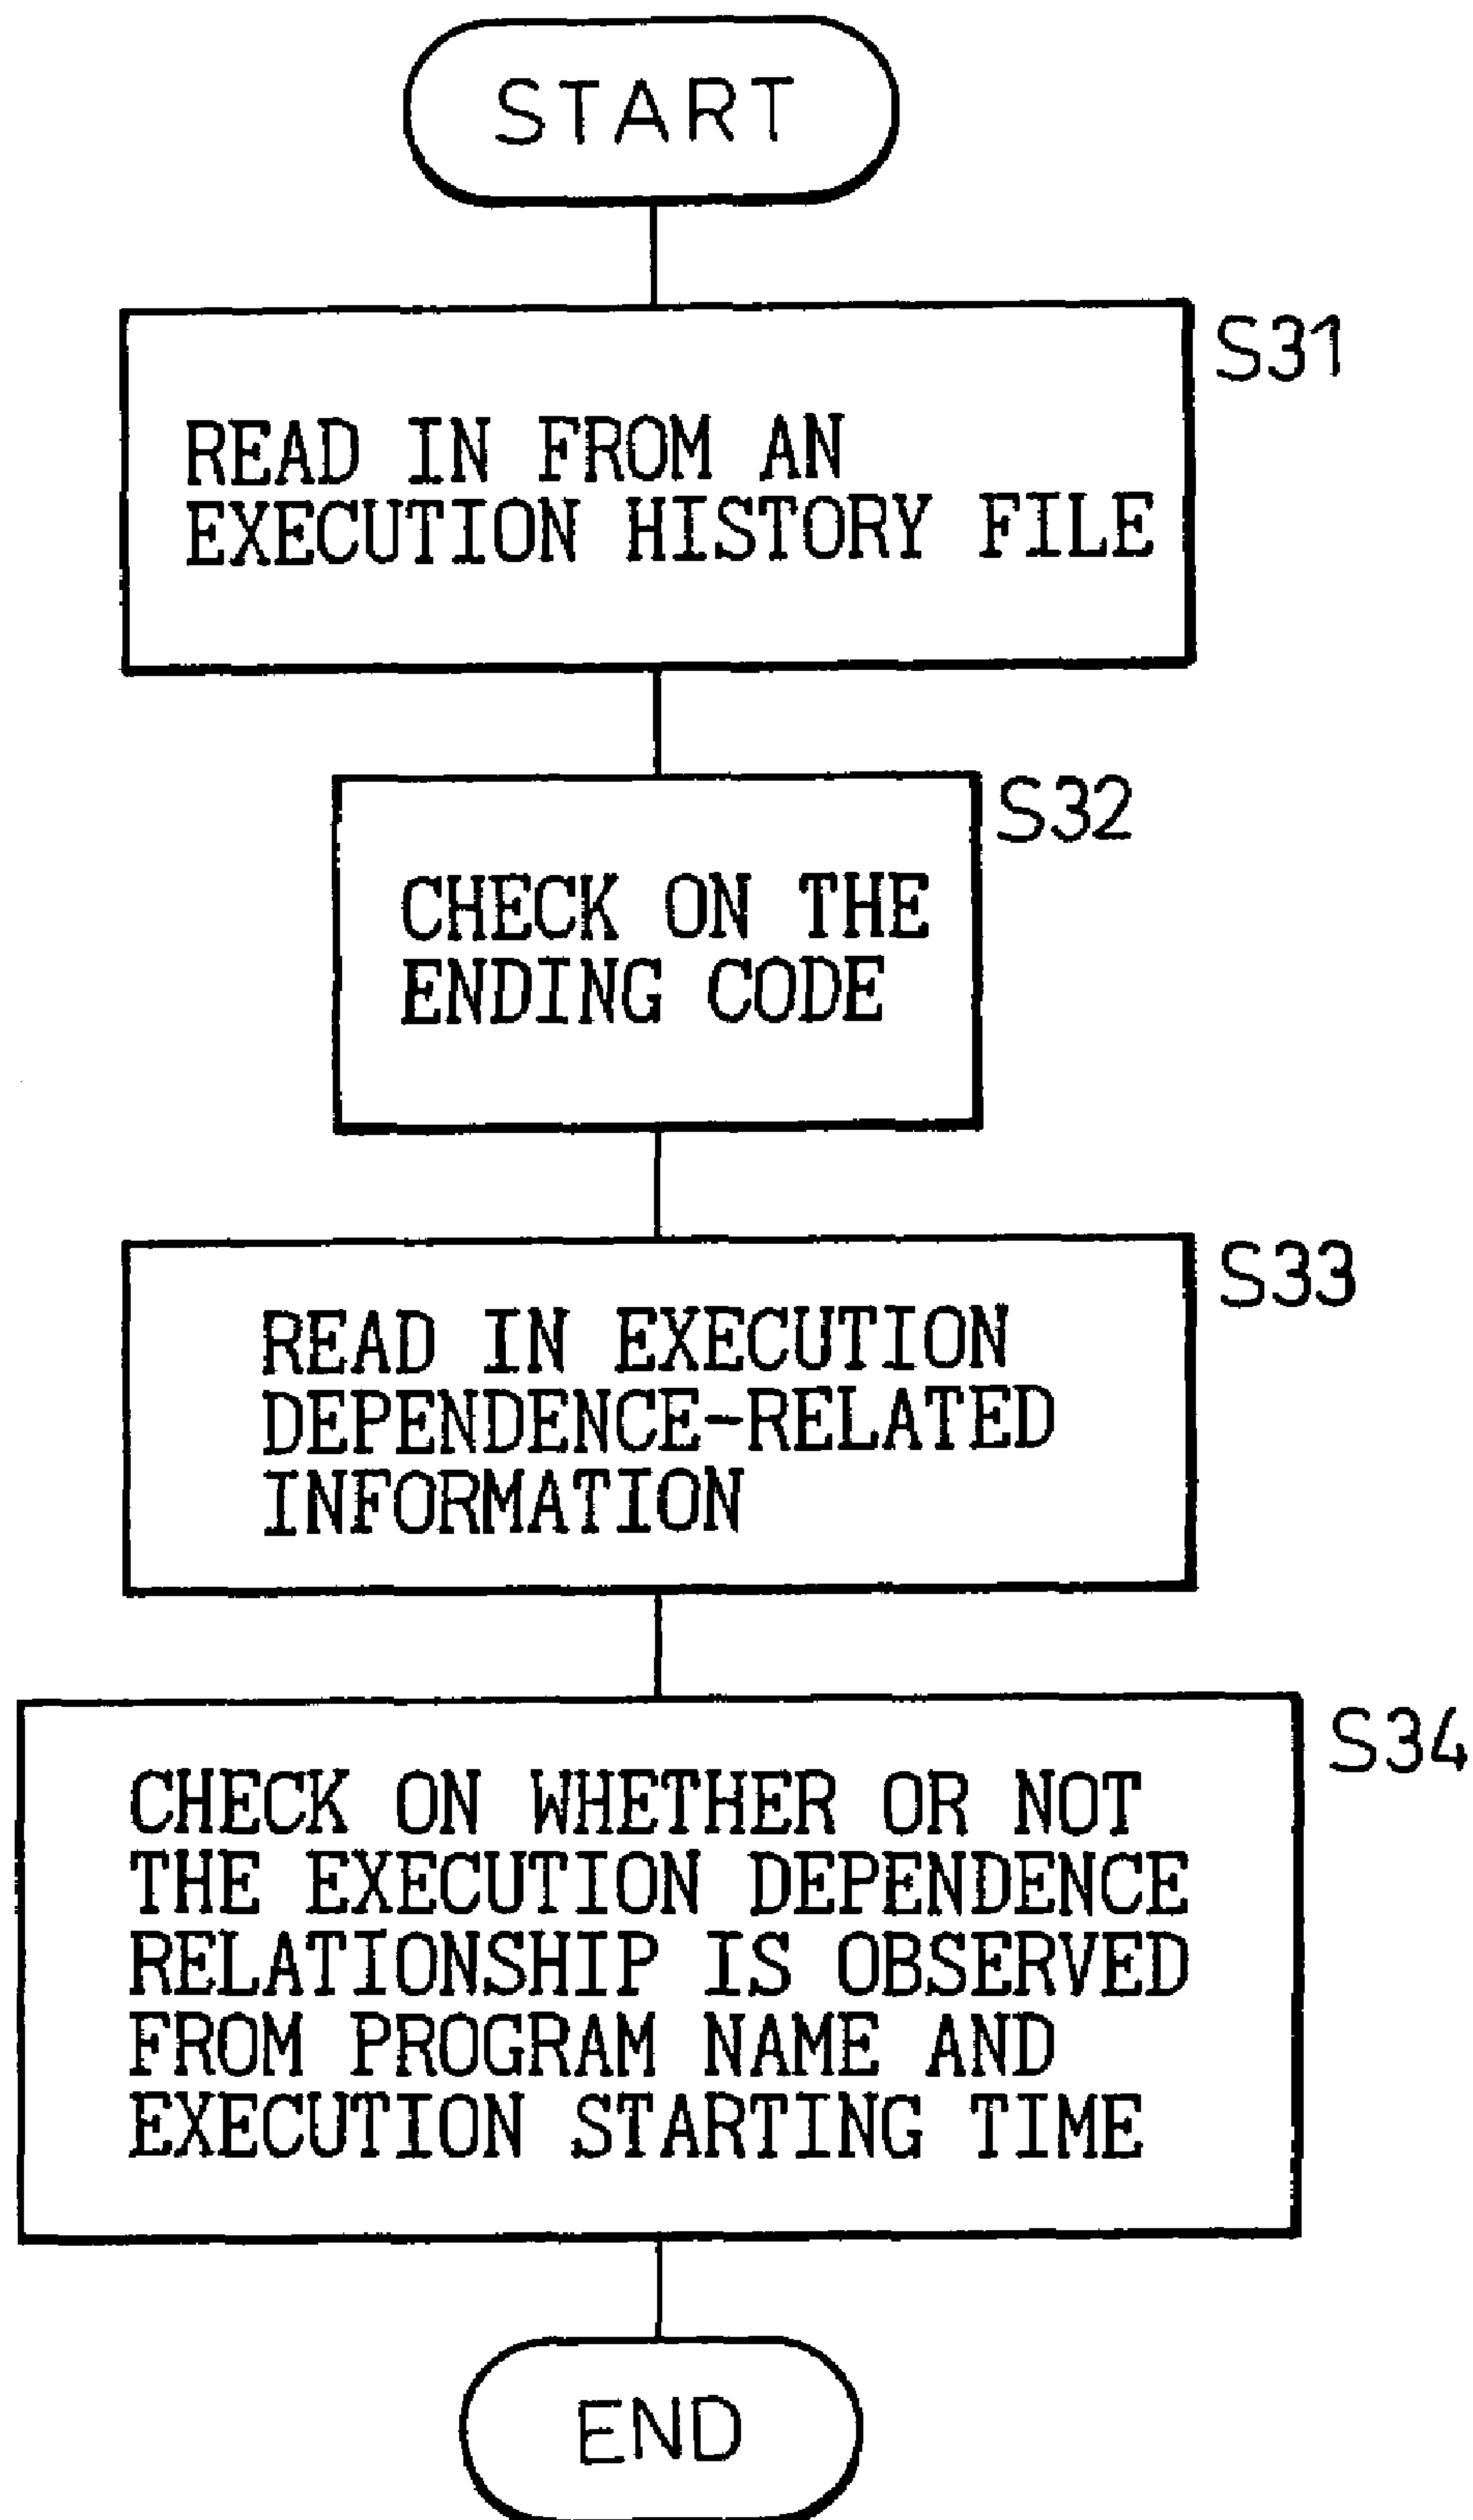 START
S31
READ IN FROM AN
EXECUTION HISTORY FILE
S32
CHECK ON THE
ENDING CODE
S33
READ IN EXECUTION
DEPENDENCE-RELATED
INFORMATION
S34
CHECK ON WHETHER OR NOT
THE EXECUTION DEPENDENCE
RELATIONSHIP IS OBSERVED
FROM PROGRAM NAME AND
EXECUTION STARTING TIME
END